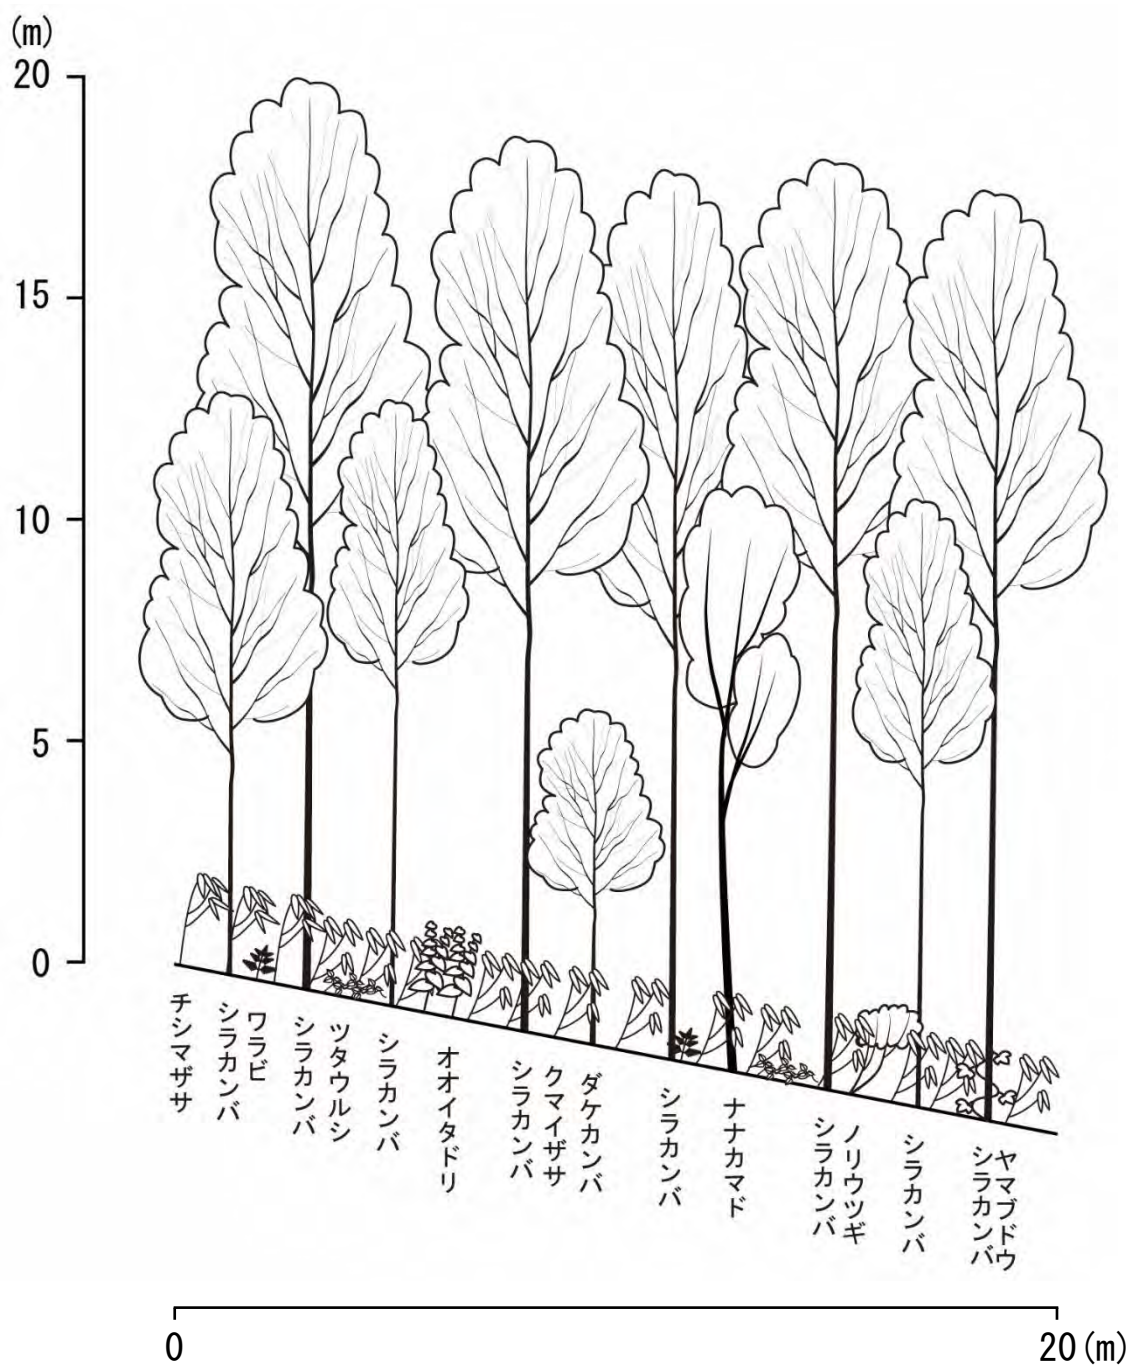 (m)
20
15
10
5
0
チシマザサ
シラカンバ
ワラビ
シラカンバ
ツタウルシ
シラカンバ
オオイタドリ
シラカンバ
クマイザサ
ダケカンバ
シラカンバ
ナナカマド
シラカンバ
ノリウツギ
シラカンバ
シラカンバ
ヤマブドウ
0
20(m)